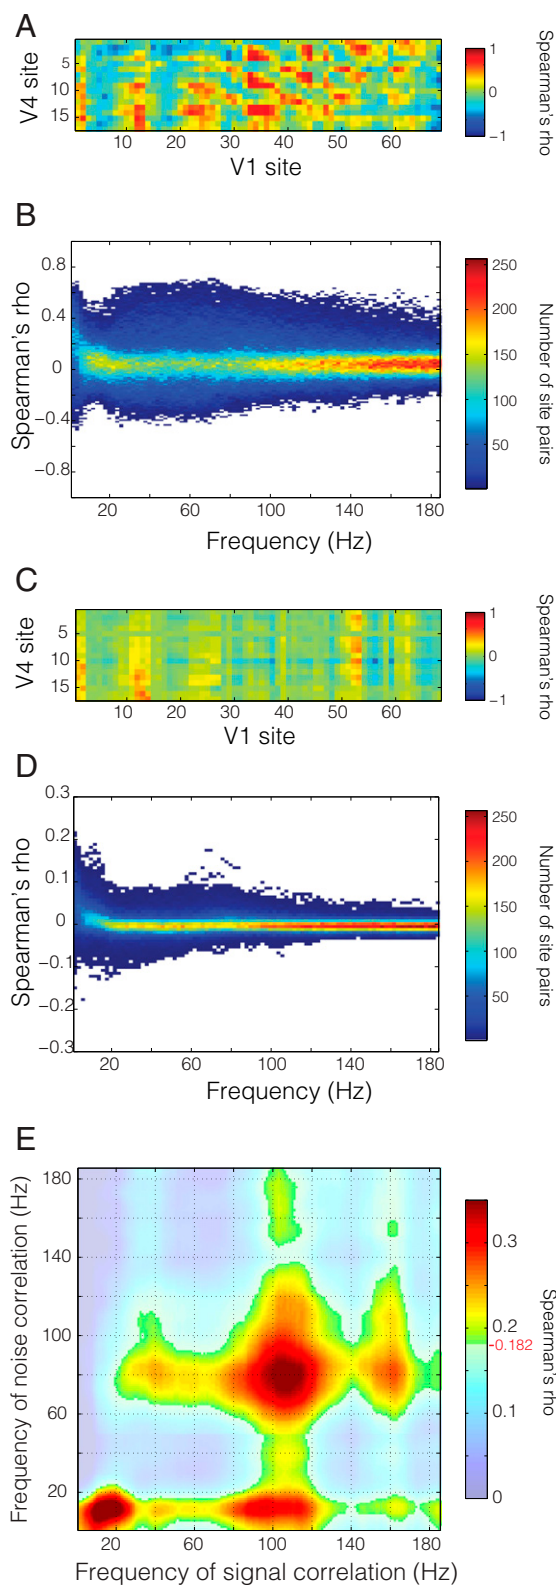 A
V4 site
5
10
15
10 20 30 40 50 60
V1 site
1
0
−1
Spearman's rho
B
Spearman's rho
0.8
0.4
0
−0.4
−0.8
20 60 100 140 180
Frequency (Hz)
250
200
150
100
50
Number of site pairs
C
V4 site
5
10
15
10 20 30 40 50 60
V1 site
1
0
−1
Spearman's rho
D
Spearman's rho
0.3
0.2
0.1
0
−0.1
−0.2
−0.3
20 60 100 140 180
Frequency (Hz)
250
200
150
100
50
Number of site pairs
E
Frequency of noise correlation (Hz)
180
140
100
60
20
20 60 100 140 180
Frequency of signal correlation (Hz)
0.3
0.2
-0.182
0.1
0
Spearman's rho